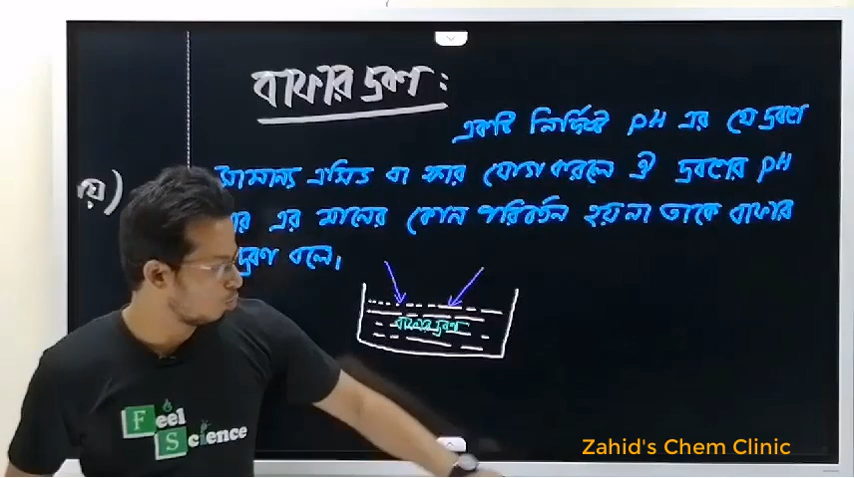 বাফার দ্রবণ :
একটি নির্দিষ্ট pH এর যে দ্রবণে
সামান্য এসিড বা ক্ষার যোগ করলে ঐ দ্রবণের pH
এর মানের কোন পরিবর্তন হয় না তাকে বাফার
দ্রবণ বলে।
বাফার দ্রবণ
Feel
Science
Zahid's Chem Clinic